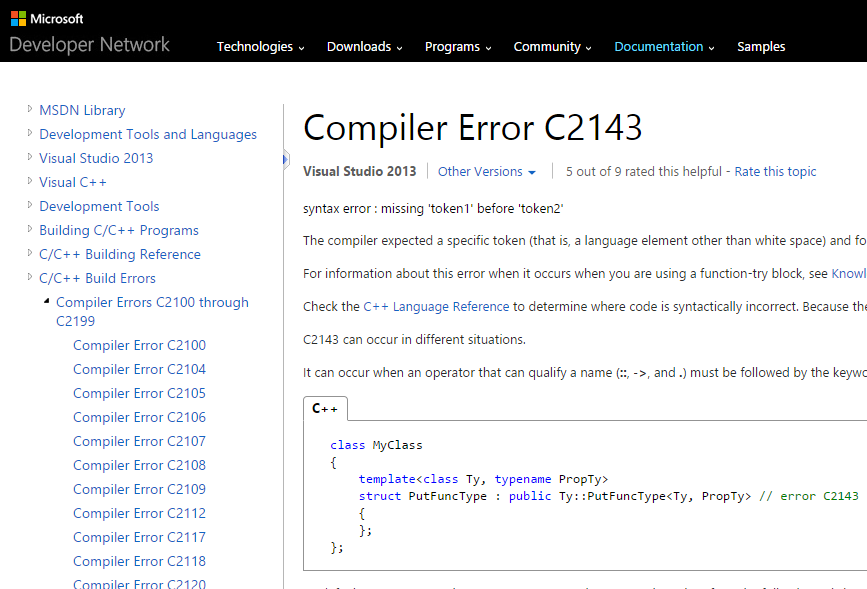 Microsoft
Developer Network
Technologies
Downloads
Programs
Community
Documentation
Samples
MSDN Library
Development Tools and Languages
Visual Studio 2013
Visual C++
Development Tools
Building C/C++ Programs
C/C++ Building Reference
C/C++ Build Errors
Compiler Errors C2100 through
C2199
Compiler Error C2100
Compiler Error C2104
Compiler Error C2105
Compiler Error C2106
Compiler Error C2107
Compiler Error C2108
Compiler Error C2109
Compiler Error C2112
Compiler Error C2117
Compiler Error C2118
Compiler Error C2120
Compiler Error C2143
Visual Studio 2013 Other Versions 5 out of 9 rated this helpful - Rate this topic
syntax error : missing 'token1' before 'token2'
The compiler expected a specific token (that is, a language element other than white space) and fo
For information about this error when it occurs when you are using a function-try block, see Knowl
Check the C++ Language Reference to determine where code is syntactically incorrect. Because the
C2143 can occur in different situations.
It can occur when an operator that can qualify a name (::, ->, and .) must be followed by the keywo
C++
class MyClass
{
template<class Ty, typename PropTy>
struct PutFuncType : public Ty::PutFuncType<Ty, PropTy> // error C2143
{
};
};